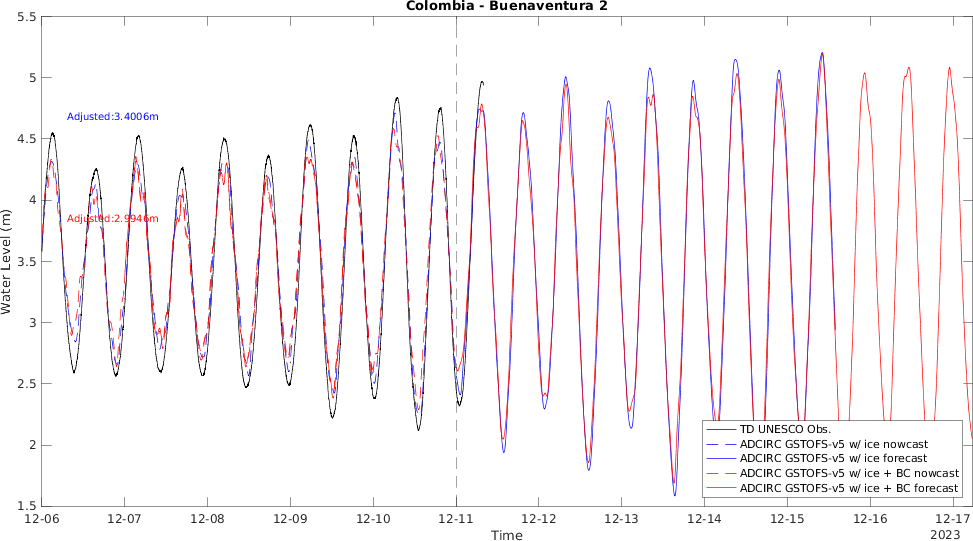 Colombia - Buenaventura 2
5.5
5
4.5
4
3.5
3
2.5
2
1.5
Water Level (m)
Adjusted:3.4006m
Adjusted:2.9946m
TD UNESCO Obs.
ADCIRC GSTOFS-v5 w/ ice nowcast
ADCIRC GSTOFS-v5 w/ ice forecast
ADCIRC GSTOFS-v5 w/ ice + BC nowcast
ADCIRC GSTOFS-v5 w/ ice + BC forecast
12-06 12-07 12-08 12-09 12-10 12-11 12-12 12-13 12-14 12-15 12-16 12-17
2023
Time